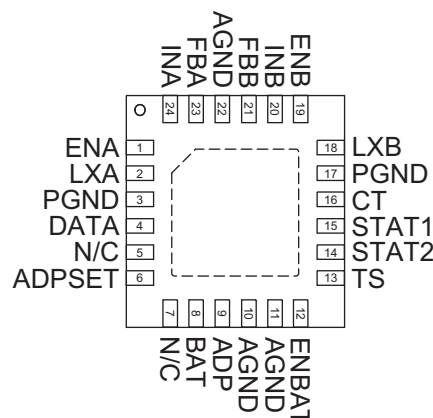 INA
FBA
AGND
FBB
INB
ENB
24
23
22
21
20
19
ENA 1
LXA 2
PGND 3
DATA 4
N/C 5
ADPSET 6
18 LXB
17 PGND
16 CT
15 STAT1
14 STAT2
13 TS
7
8
9
10
11
12
N/C
BAT
ADP
AGND
AGND
ENBAT